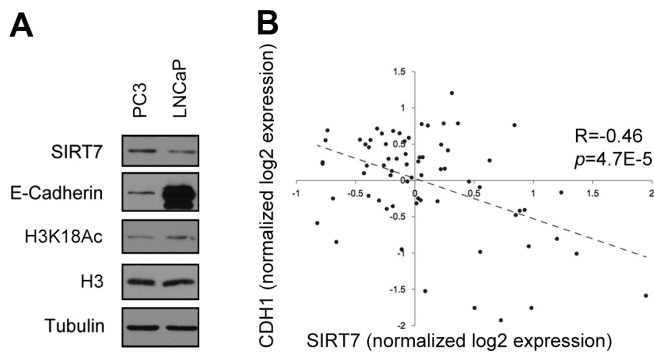 A
PC3
LNCaP
SIRT7
E-Cadherin
H3K18Ac
H3
Tubulin
B
CDH1 (normalized log2 expression)
1.5
1
0.5
0
-0.5
-1
-1.5
-2
-1
-0.5
0
0.5
1
1.5
2
R=-0.46
p=4.7E-5
SIRT7 (normalized log2 expression)